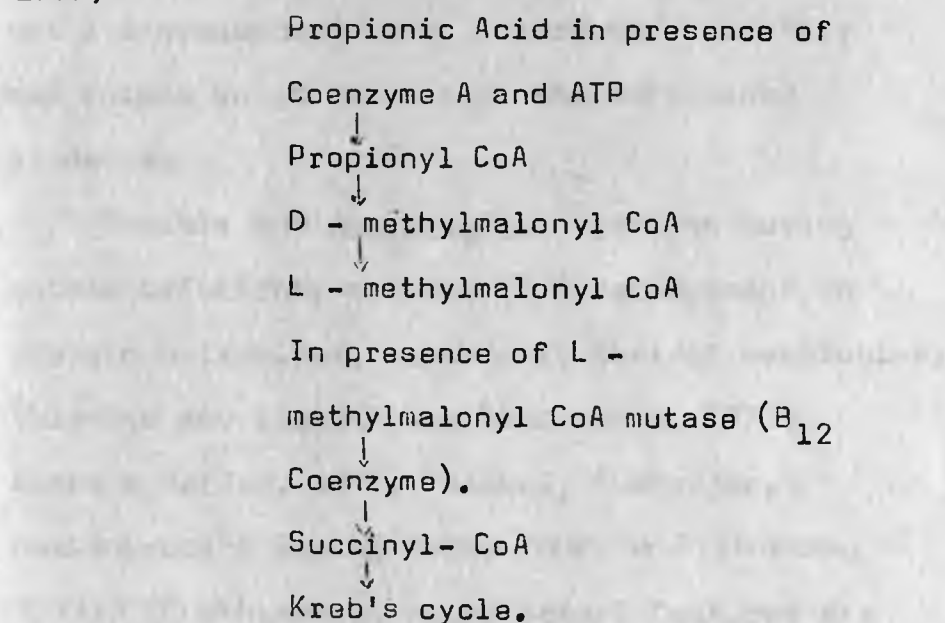 Propionic Acid in presence of
Coenzyme A and ATP
↓
Propionyl CoA
↓
D - methylmalonyl CoA
↓
L - methylmalonyl CoA
In presence of L -
methylmalonyl CoA mutase (B12
↓
Coenzyme).
↓
Succinyl- CoA
↓
Kreb's cycle.